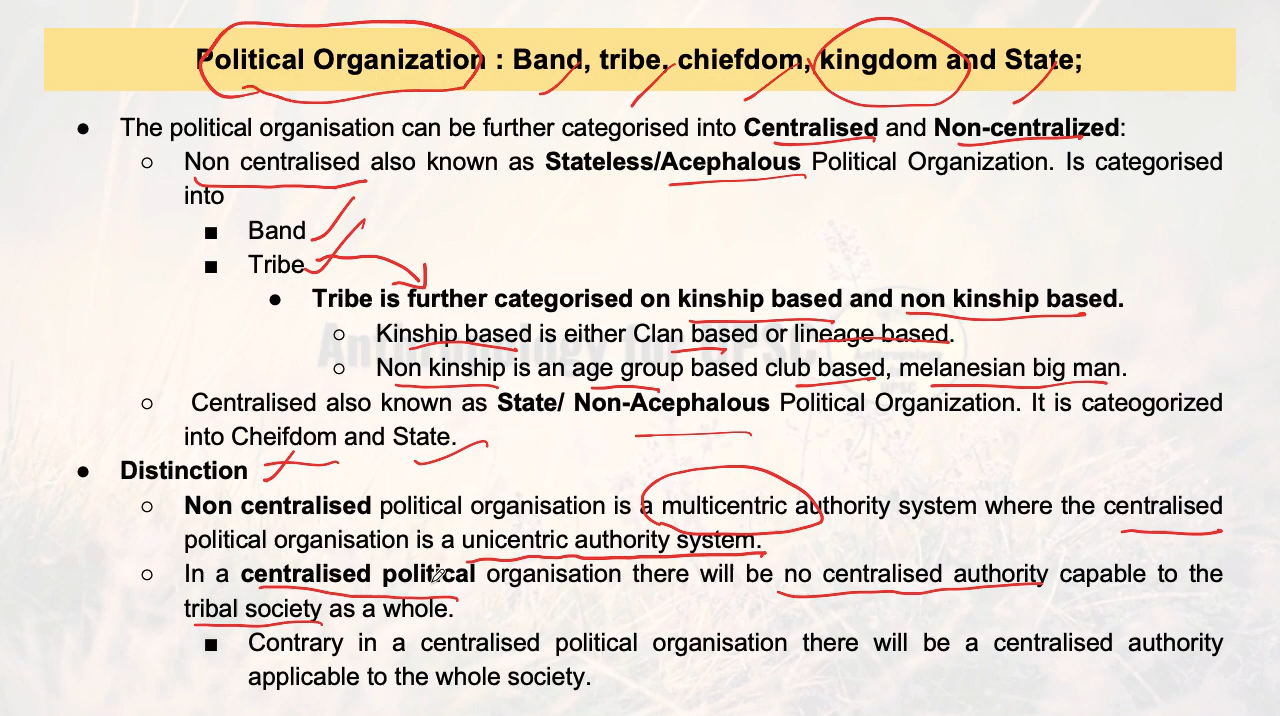 Political Organization : Band, tribe, chiefdom, kingdom and State;
● The political organisation can be further categorised into Centralised and Non-centralized:
○ Non centralised also known as Stateless/Acephalous Political Organization. Is categorised
into
■ Band
■ Tribe
● Tribe is further categorised on kinship based and non kinship based.
○ Kinship based is either Clan based or lineage based.
○ Non kinship is an age group based club based, melanesian big man.
○ Centralised also known as State/ Non-Acephalous Political Organization. It is cateogorized
into Cheifdom and State.
● Distinction
○ Non centralised political organisation is a multicentric authority system where the centralised
political organisation is a unicentric authority system.
○ In a centralised political organisation there will be no centralised authority capable to the
tribal society as a whole.
■ Contrary in a centralised political organisation there will be a centralised authority
applicable to the whole society.